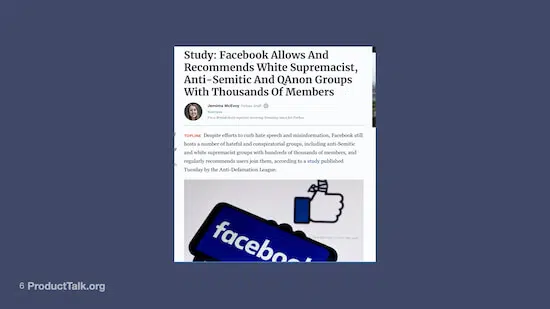 Study: Facebook Allows And
Recommends White Supremacist,
Anti-Semitic And QAnon Groups
With Thousands Of Members
Jemima McEvoy Forbes Staff
TOPLINE Despite efforts to curb hate speech and misinformation, Facebook still
hosts a number of hateful and conspiratorial groups, including anti-Semitic
and white supremacist groups with hundreds of thousands of members, and
regularly recommends users join them, according to a study published
Tuesday by the Anti-Defamation League.
facebook
6 ProductTalk.org